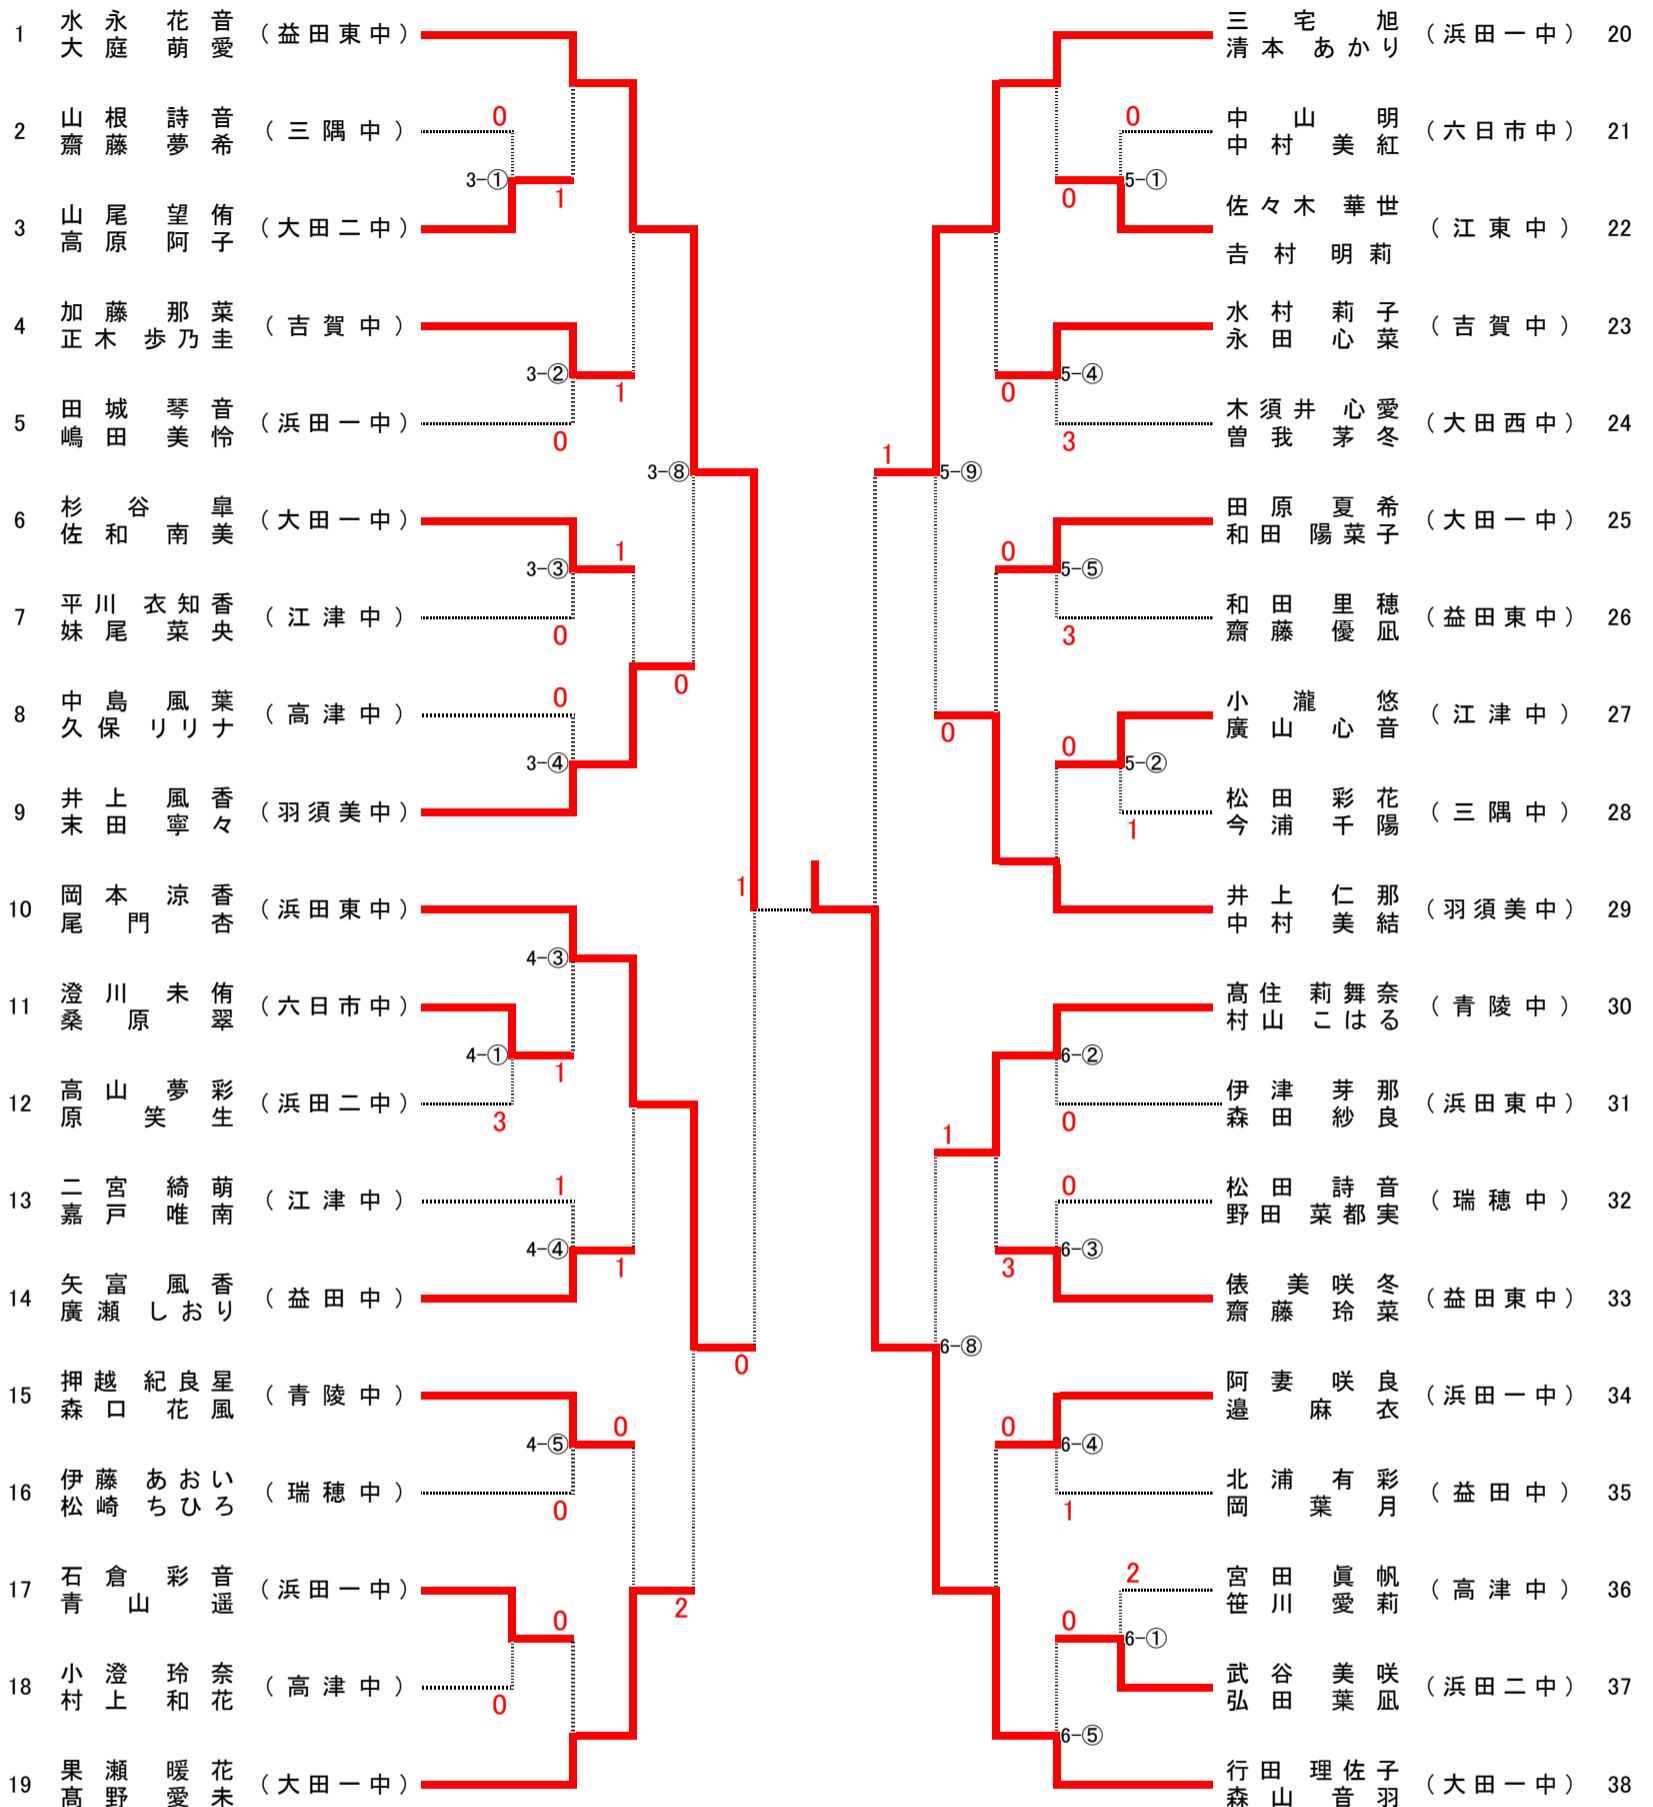 1 水永 花音 大庭 萌愛 (益田東中)
2 山根 詩音 齋藤 夢希 (三隅中) 0
3-① 1
3 山尾 望侑 高原 阿子 (大田二中)
4 加藤 那菜 正木 歩乃圭 (吉賀中)
3-② 1
5 田城 琴音 嶋田 美怜 (浜田一中) 0
3-⑧
6 杉谷 皐 佐和 南美 (大田一中)
3-③ 1
7 平川 衣知香 妹尾 菜央 (江津中) 0
0
8 中島 風葉 久保 リリナ (高津中) 0
3-④
9 井上 風香 末田 寧々 (羽須美中)
1
10 岡本 涼香 尾門 杏 (浜田東中)
4-③
11 澄川 未侑 桑原 翠 (六日市中)
4-① 1
12 高山 夢彩 原 笑生 (浜田二中) 3
13 二宮 綺萌 嘉戸 唯南 (江津中) 1
4-④ 1
14 矢富 風香 廣瀬 しおり (益田中)
0
15 押越 紀良星 森口 花風 (青陵中)
4-⑤ 0
16 伊藤 あおい 松崎 ちひろ (瑞穂中) 0
17 石倉 彩音 青山 遥 (浜田一中)
2
0
18 小澄 玲奈 村上 和花 (高津中) 0
19 果瀬 暖花 髙野 愛未 (大田一中)
三宅 旭 清本 あかり (浜田一中) 20
0 中山 明 中村 美紅 (六日市中) 21
0 5-①
佐々木 華世 𠮷村 明莉 (江東中) 22
水村 莉子 永田 心菜 (吉賀中) 23
0 5-④
3 木須井 心愛 曽我 茅冬 (大田西中) 24
1 5-⑨
田原 夏希 和田 陽菜子 (大田一中) 25
0 5-⑤
3 和田 里穂 齋藤 優凪 (益田東中) 26
0
小瀧 悠 廣山 心音 (江津中) 27
0 5-②
1 松田 彩花 今浦 千陽 (三隅中) 28
井上 仁那 中村 美結 (羽須美中) 29
髙住 莉舞奈 村山 こはる (青陵中) 30
6-②
0 伊津 芽那 森田 紗良 (浜田東中) 31
1
0 松田 詩音 野田 菜都実 (瑞穂中) 32
3 6-③
俵 美咲冬 齋藤 玲菜 (益田東中) 33
6-⑧
阿妻 咲良 邉 麻衣 (浜田一中) 34
0 6-④
1 北浦 有彩 岡 葉月 (益田中) 35
2 宮田 眞帆 笹川 愛莉 (高津中) 36
0 6-①
武谷 美咲 弘田 葉凪 (浜田二中) 37
6-⑤
行田 理佐子 森山 音羽 (大田一中) 38